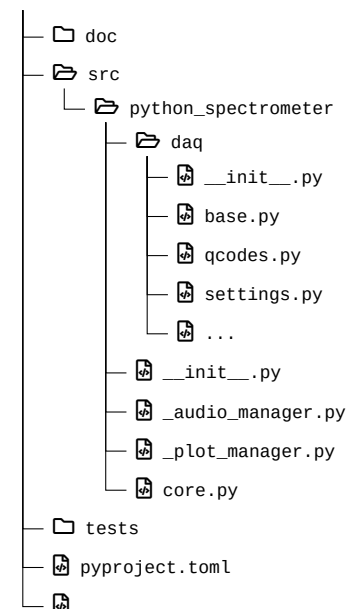 doc
src
python_spectrometer
daq
__init__.py
base.py
qcodes.py
settings.py
...
__init__.py
_audio_manager.py
_plot_manager.py
core.py
tests
pyproject.toml